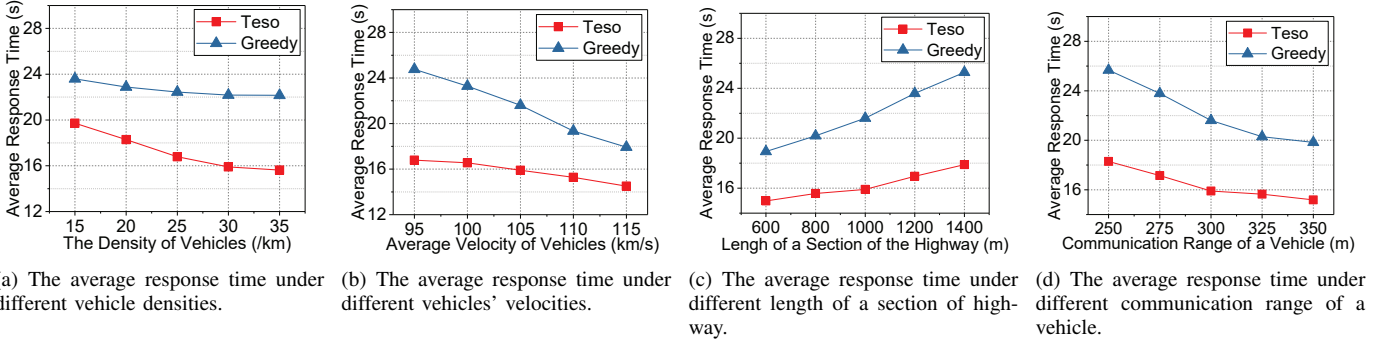 Average Response Time (s)
28
24
20
16
12
Teso
Greedy
15 20 25 30 35
The Density of Vehicles (/km)
a) The average response time under
different vehicle densities.
Average Response Time (s)
28
24
20
16
12
Teso
Greedy
95 100 105 110 115
Average Velocity of Vehicles (km/s)
(b) The average response time under
different vehicles' velocities.
Average Response Time (s)
28
24
20
16
Teso
Greedy
600 800 1000 1200 1400
Lengh of a Section of the Highway (m)
(c) The average response time under
different length of a section of high-
way.
Average Response Time (s)
28
24
20
16
Teso
Greedy
250 275 300 325 350
Communication Range of a Vehicle (m)
(d) The average response time under
different communication range of a
vehicle.